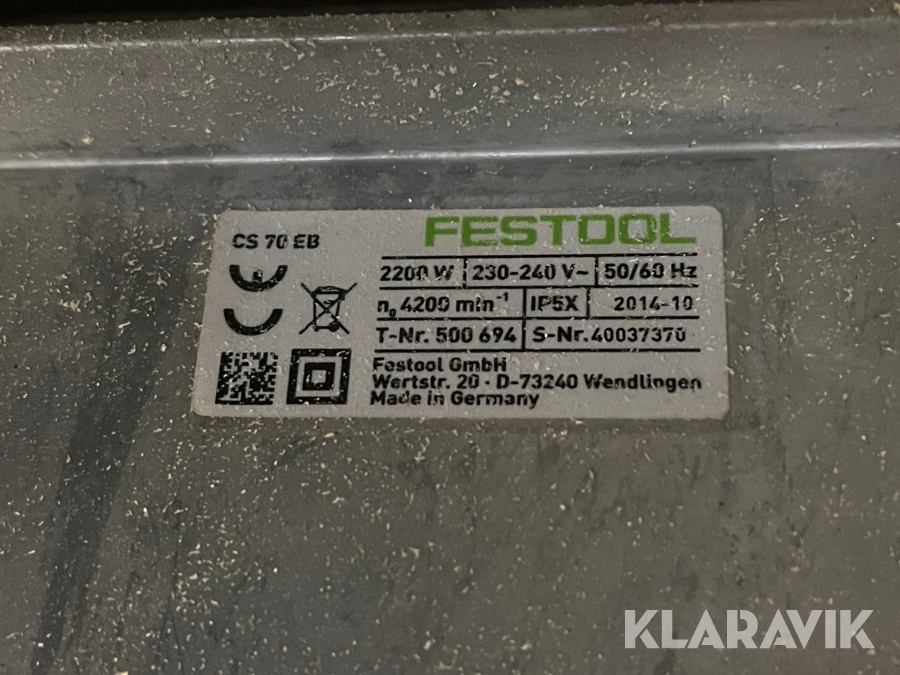 CS 70 EB
FESTOOL
2200 W 230-240 V~ 50/60 Hz
n₀ 4200 min⁻¹ IP5X 2014-10
T-Nr. 500 694 S-Nr. 40037370
Festool GmbH
Wertstr. 20 · D-73240 Wendlingen
Made in Germany
KLARAVIK